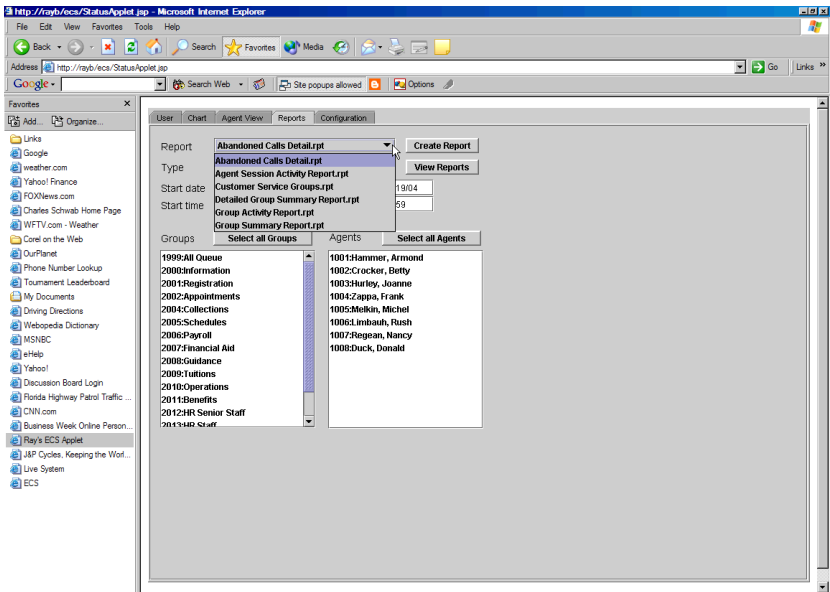 http://rayb/ecs/StatusApplet.jsp - Microsoft Internet Explorer
File Edit View Favorites Tools Help
Back Search Favorites Media
Address http://rayb/ecs/StatusApplet.jsp Go Links »
Google Search Web Site popups allowed Options
Favorites x
Add... Organize...
Links
Google
weather.com
Yahoo! Finance
FOXNews.com
Charles Schwab Home Page
WFTV.com - Weather
Corel on the Web
OurPlanet
Phone Number Lookup
Tournament Leaderboard
My Documents
Driving Directions
Webopedia Dictionary
MSNBC
eHelp
Yahoo!
Discussion Board Login
Florida Highway Patrol Traffic ...
CNN.com
Business Week Online Person...
Ray's ECS Applet
J&P Cycles, Keeping the Worl...
Live System
ECS
User Chart Agent View Reports Configuration
Report Abandoned Calls Detail.rpt Create Report
Type View Reports
Start date 19/04
Start time 59
Abandoned Calls Detail.rpt
Agent Session Activity Report.rpt
Customer Service Groups.rpt
Detailed Group Summary Report.rpt
Group Activity Report.rpt
Group Summary Report.rpt
Groups Select all Groups Agents Select all Agents
1999:All Queue
2000:Information
2001:Registration
2002:Appointments
2004:Collections
2005:Schedules
2006:Payroll
2007:Financial Aid
2008:Guidance
2009:Tuitions
2010:Operations
2011:Benefits
2012:HR Senior Staff
2013:HR Staff
1001:Hammer, Armond
1002:Crocker, Betty
1003:Hurley, Joanne
1004:Zappa, Frank
1005:Melkin, Michel
1006:Limbauh, Rush
1007:Regean, Nancy
1008:Duck, Donald